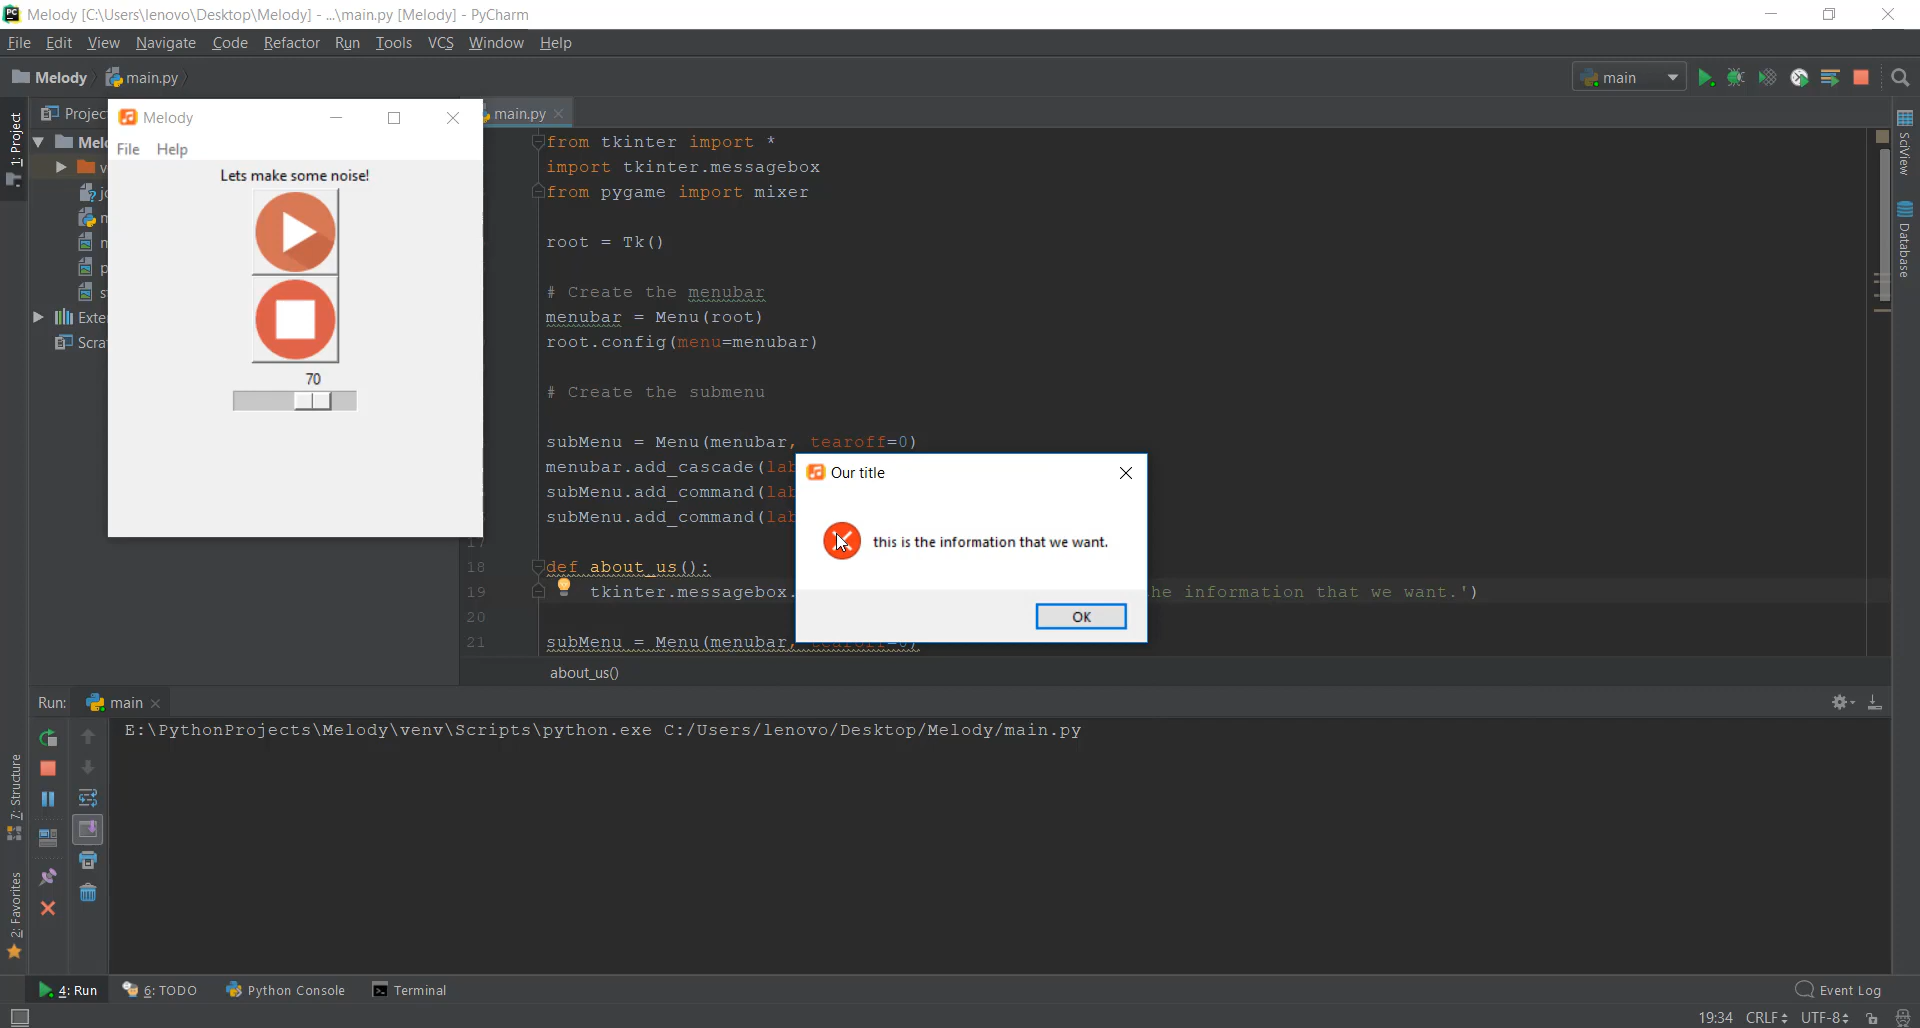 Melody [C:\Users\lenovo\Desktop\Melody] - ...\main.py [Melody] - PyCharm
File Edit View Navigate Code Refactor Run Tools VCS Window Help
Melody main.py main
1: Project
Project
Melody
File Help
Lets make some noise!
70
main.py
from tkinter import *
import tkinter.messagebox
from pygame import mixer
root = Tk()
# Create the menubar
menubar = Menu(root)
root.config(menu=menubar)
# Create the submenu
subMenu = Menu(menubar, tearoff=0)
menubar.add_cascade(lab
subMenu.add_command(lab
subMenu.add_command(lab
18 def about_us():
19 tkinter.messagebox. he information that we want.')
20
21 subMenu = Menu(menubar, tearoff=0)
about_us()
Our title
this is the information that we want.
OK
SciView
Database
Run: main
E:\PythonProjects\Melody\venv\Scripts\python.exe C:/Users/lenovo/Desktop/Melody/main.py
7: Structure
2: Favorites
4: Run 6: TODO Python Console Terminal Event Log
19:34 CRLF UTF-8